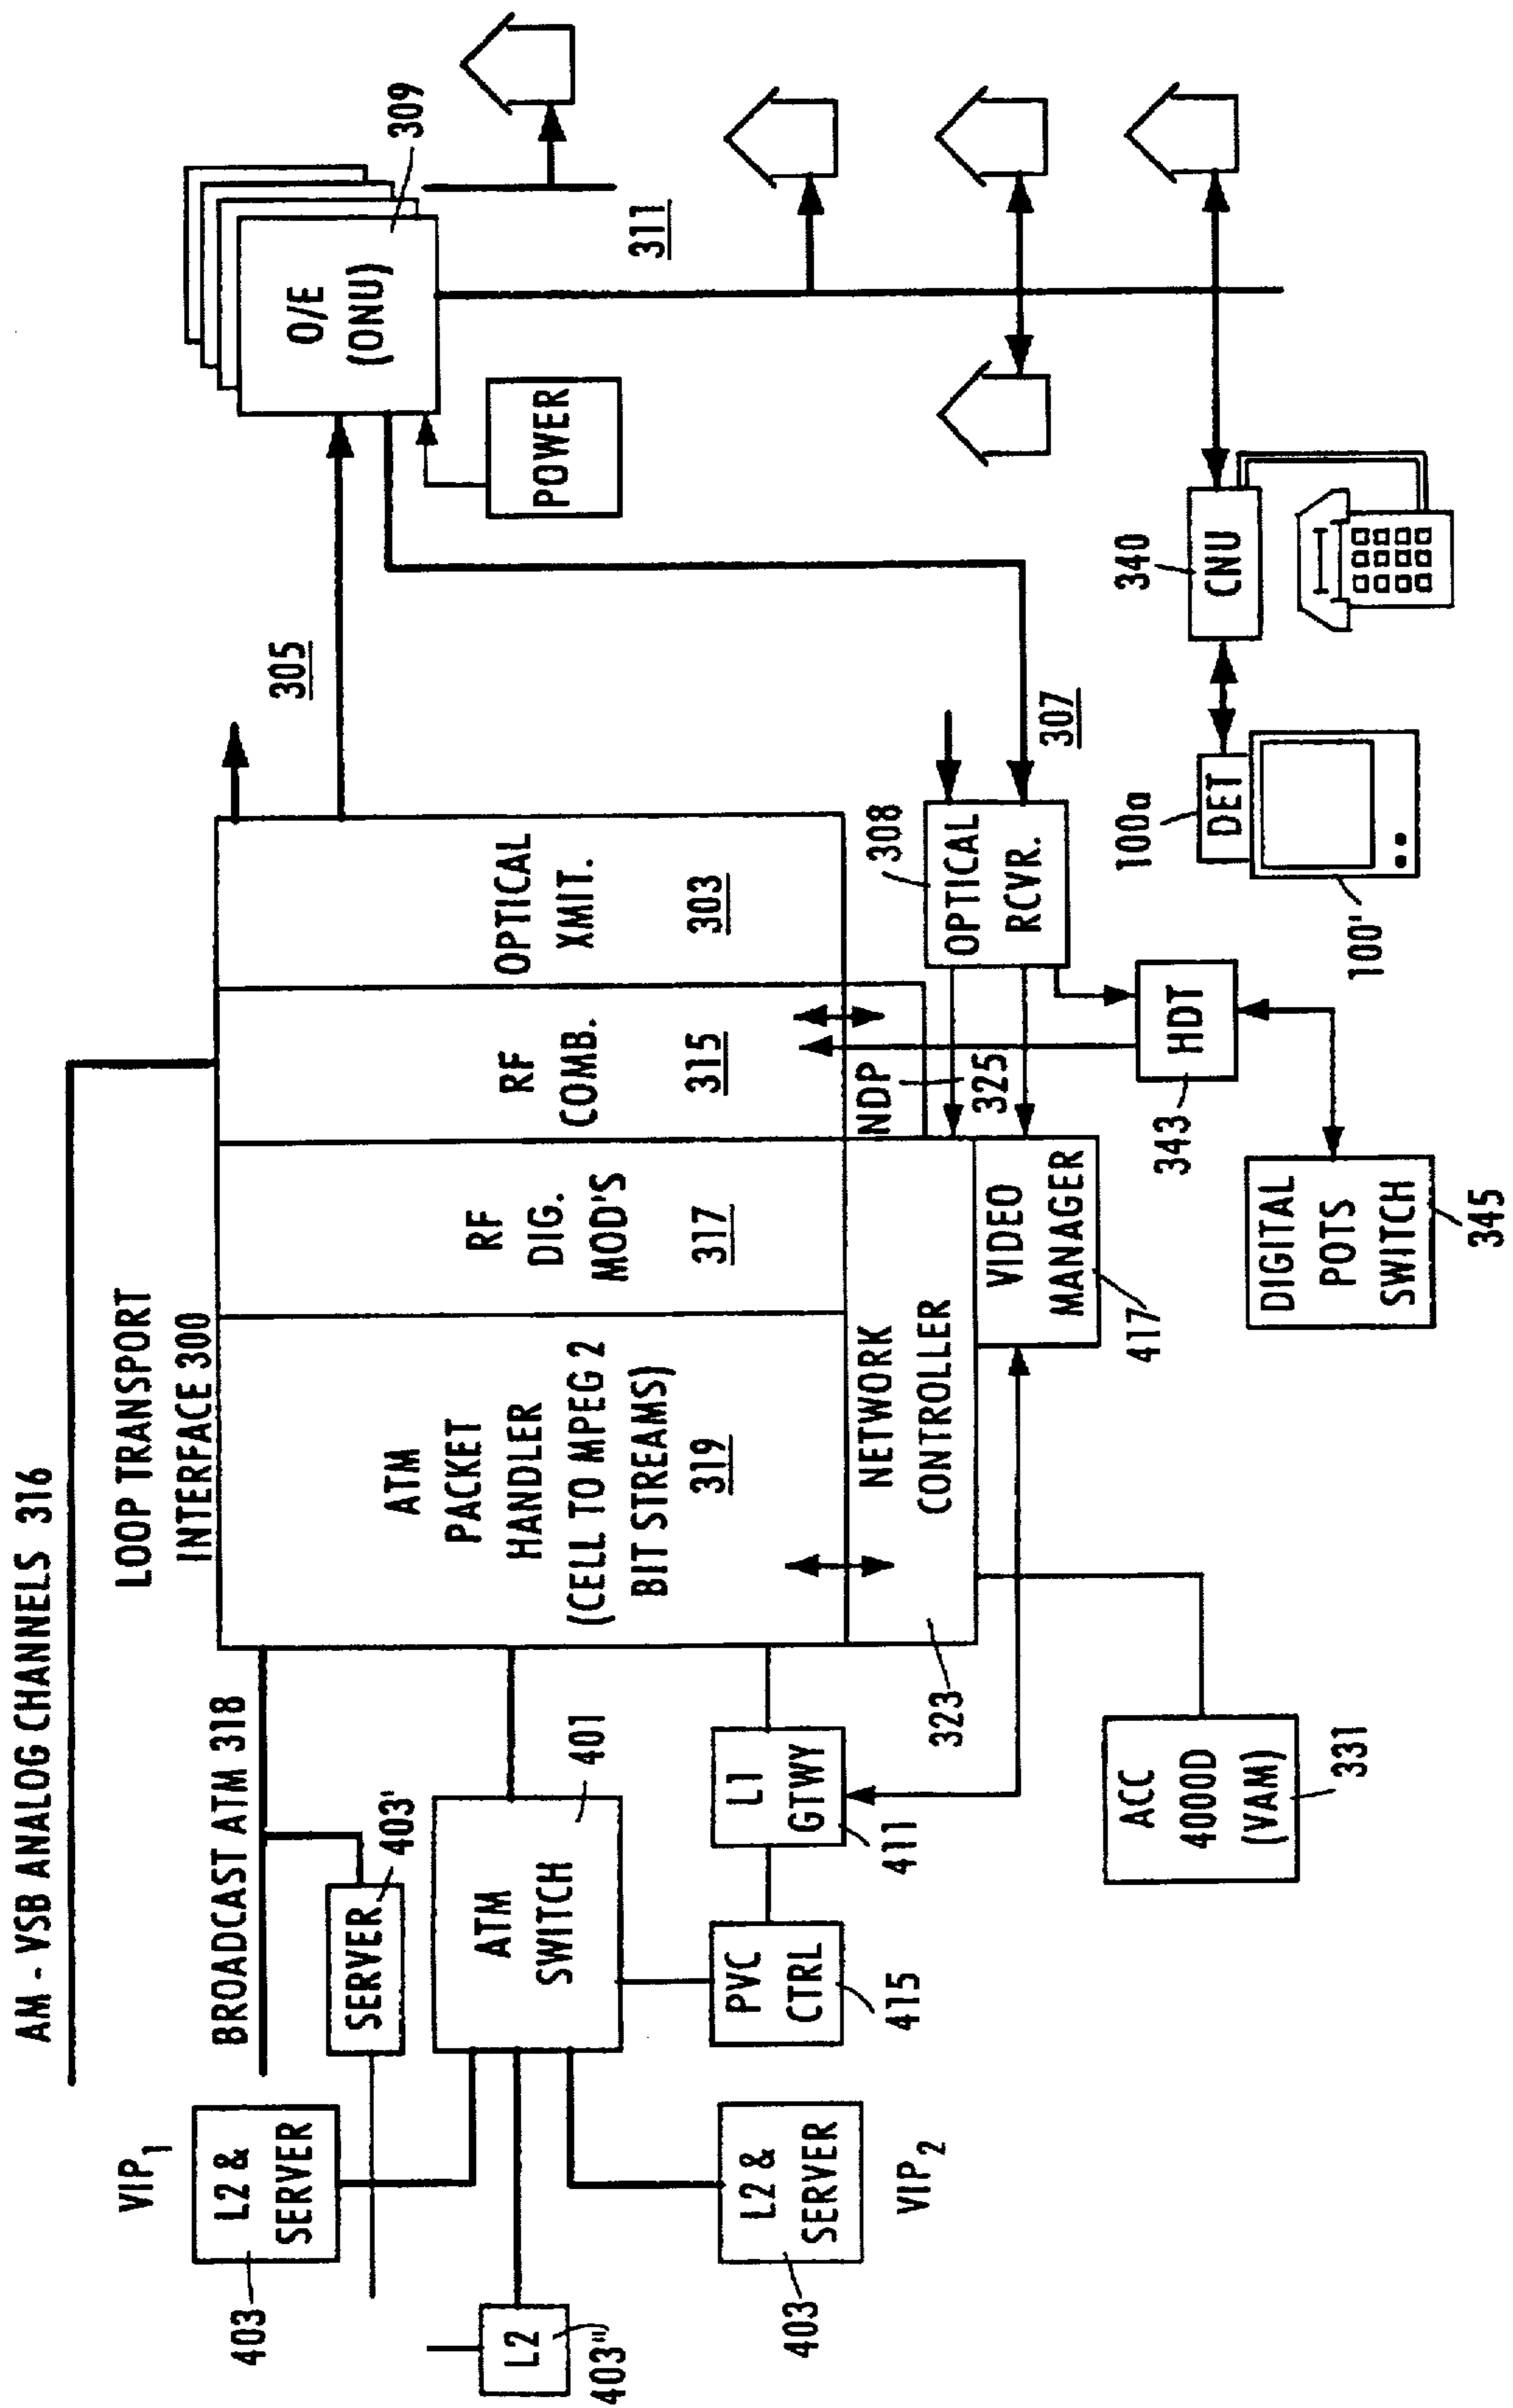 AM - VSB ANALOG CHANNELS 316
LOOP TRANSPORT
INTERFACE 300
BROADCAST ATM 318
VIP1
L2 &
SERVER
403
SERVER
403'
L2
403"
L2 &
SERVER
403
VIP2
ATM
SWITCH
401
PVC
CTRL
415
L1
GTWY
411
ATM
PACKET
HANDLER
(CELL TO MPEG 2
BIT STREAMS)
319
RF
DIG.
MOD'S
317
RF
COMB.
315
OPTICAL
XMIT.
303
NETWORK
CONTROLLER
323
NDP
325
VIDEO
MANAGER
417
ACC
4000D
(VAM)
331
305
307
OPTICAL
RCVR.
308
HDT
343
DIGITAL
POTS
SWITCH
345
O/E
(ONU)
309
POWER
311
CNU
340
DET
100a
100'